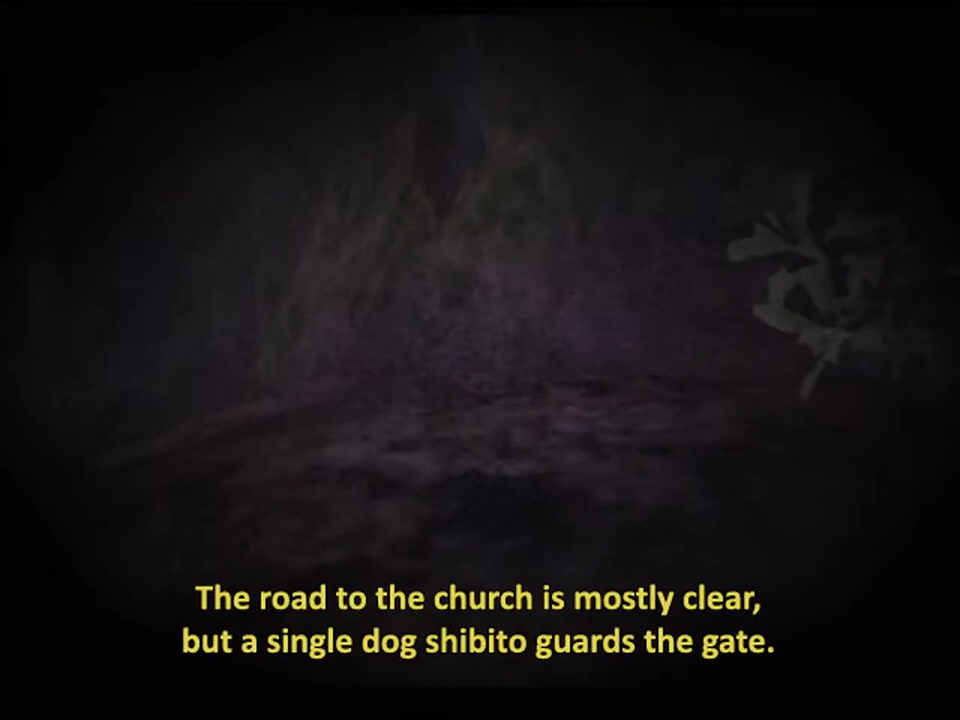 The road to the church is mostly clear,
but a single dog shibito guards the gate.